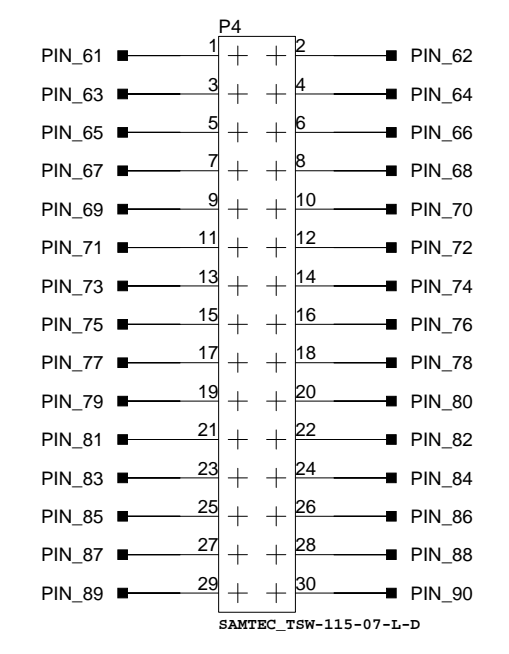 P4
PIN_61 1 2 PIN_62
PIN_63 3 4 PIN_64
PIN_65 5 6 PIN_66
PIN_67 7 8 PIN_68
PIN_69 9 10 PIN_70
PIN_71 11 12 PIN_72
PIN_73 13 14 PIN_74
PIN_75 15 16 PIN_76
PIN_77 17 18 PIN_78
PIN_79 19 20 PIN_80
PIN_81 21 22 PIN_82
PIN_83 23 24 PIN_84
PIN_85 25 26 PIN_86
PIN_87 27 28 PIN_88
PIN_89 29 30 PIN_90
SAMTEC_TSW-115-07-L-D